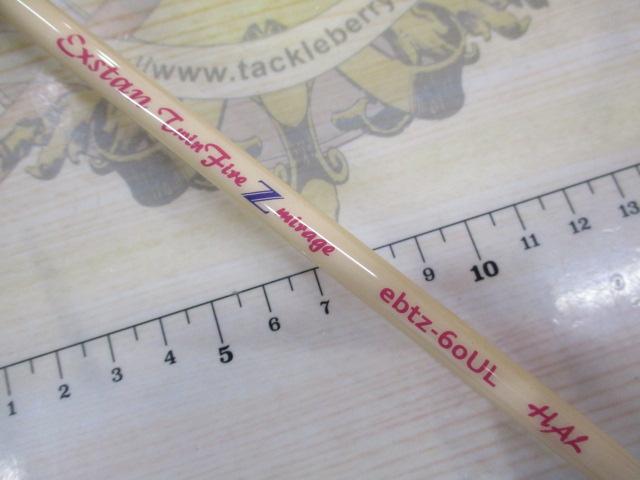 www.tackleberry
Exstan TwinFire Z mirage ebtz-60UL HAL
1 2 3 4 5 6 7 9 10 11 12 13